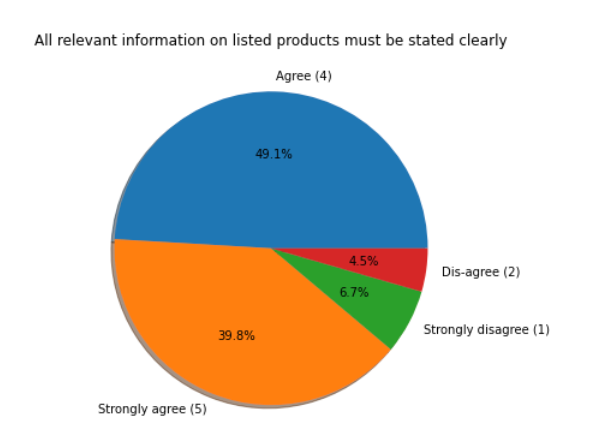 All relevant information on listed products must be stated clearly
Agree (4)
49.1%
4.5%
Dis-agree (2)
6.7%
Strongly disagree (1)
39.8%
Strongly agree (5)